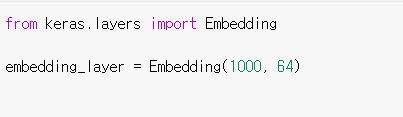 from keras.layers import Embedding
embedding_layer = Embedding(1000, 64)